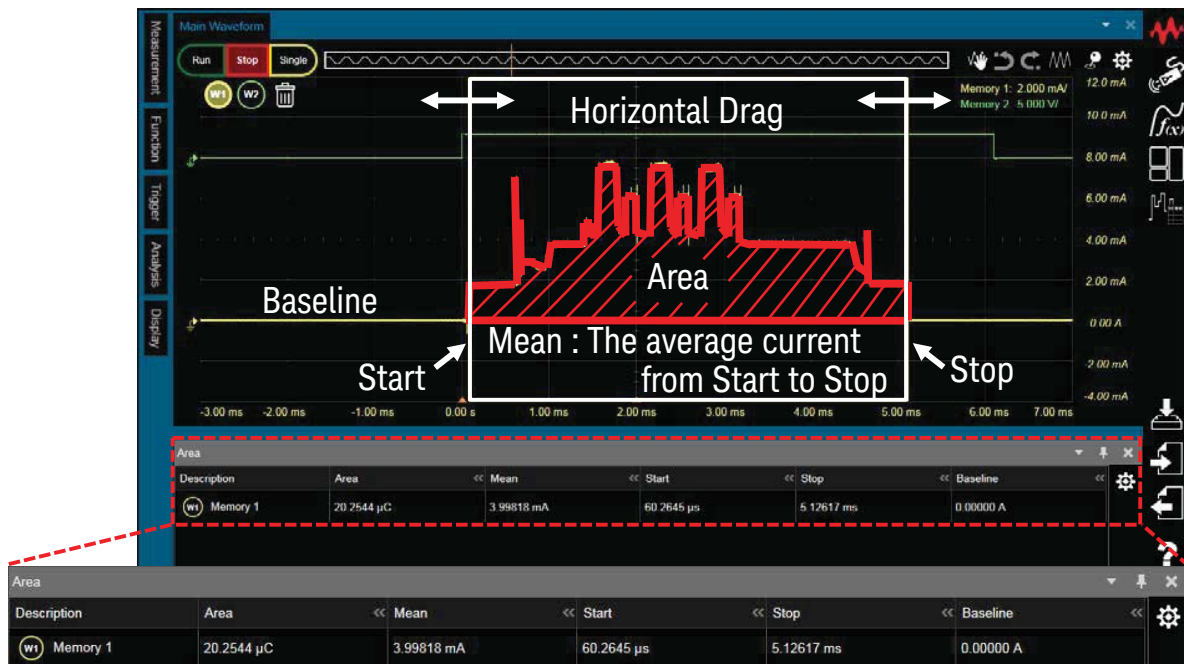 Main Waveform
Measurement
Function
Trigger
Analysis
Display
Run
Stop
Single
W1
W2
f(x)
Memory 1: 2.000 mA/
Memory 2: 5.000 V/
Horizontal Drag
12.0 mA
10.0 mA
8.00 mA
6.00 mA
4.00 mA
2.00 mA
0.00 A
-2.00 mA
-4.00 mA
Baseline
Area
Mean : The average current
from Start to Stop
Start
Stop
-3.00 ms -2.00 ms -1.00 ms 0.00 s 1.00 ms 2.00 ms 3.00 ms 4.00 ms 5.00 ms 6.00 ms 7.00 ms
Area
Description Area << Mean << Start << Stop << Baseline <<
W1 Memory 1 20.2544 µC 3.99818 mA 60.2645 µs 5.12617 ms 0.00000 A
?
Area
Description Area << Mean << Start << Stop << Baseline <<
W1 Memory 1 20.2544 µC 3.99818 mA 60.2645 µs 5.12617 ms 0.00000 A